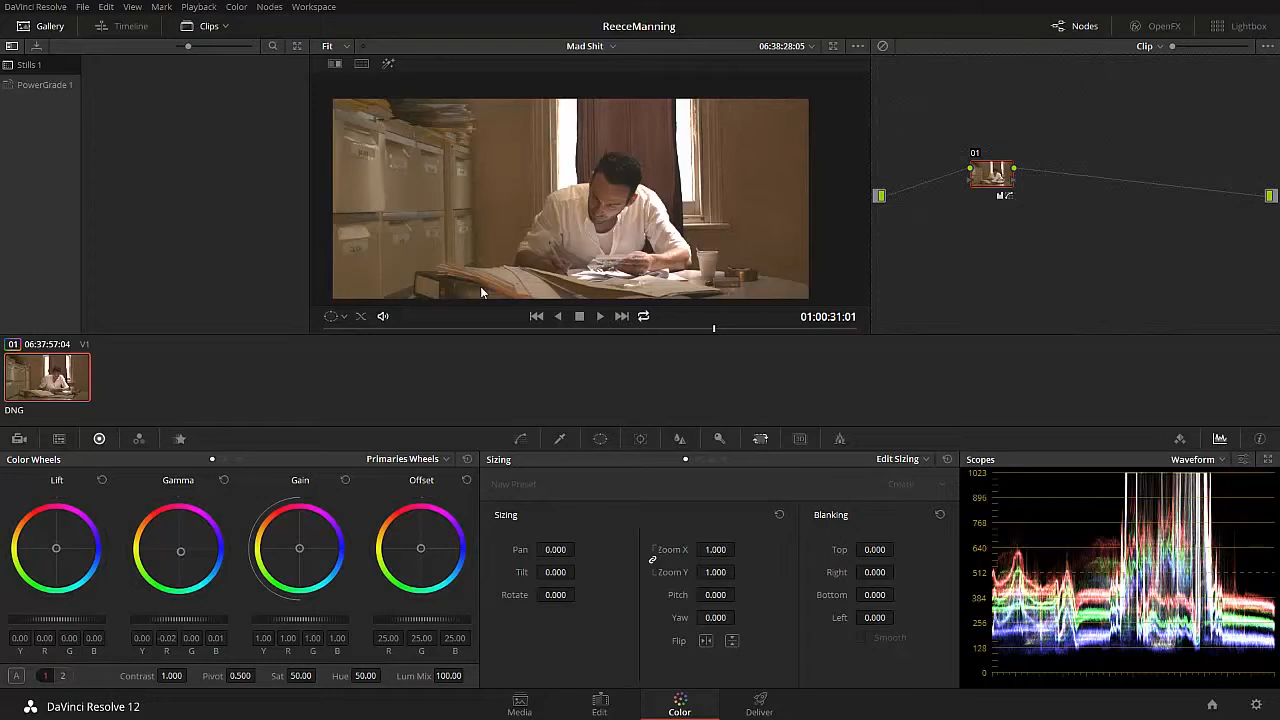 DaVinci Resolve File Edit View Mark Playback Color Nodes Workspace
Gallery Timeline Clips ReeceManning Nodes OpenFX Lightbox
Fit Mad Shit 06:38:28:05 Clip
Stills 1
PowerGrade 1
01
01:00:31:01
01 06:37:57:04 V1
DNG
Color Wheels Primaries Wheels Sizing Edit Sizing Scopes Waveform
Lift Gamma Gain Offset
New Preset Create
Sizing Blanking
Pan 0.000 Zoom X 1.000 Top 0.000
Tilt 0.000 Zoom Y 1.000 Right 0.000
Rotate 0.000 Pitch 0.000 Bottom 0.000
Yaw 0.000 Left 0.000
Flip Smooth
1023
896
768
640
512
384
256
128
0
0.00 0.00 0.00 0.00 0.00 -0.02 0.00 0.01 1.00 1.00 1.00 1.00 25.00 25.00 25.00
Y R G B Y R G B Y R G B R G B
A 1 2 Contrast 1.000 Pivot 0.500 Sat 50.00 Hue 50.00 Lum Mix 100.00
DaVinci Resolve 12 Media Edit Color Deliver